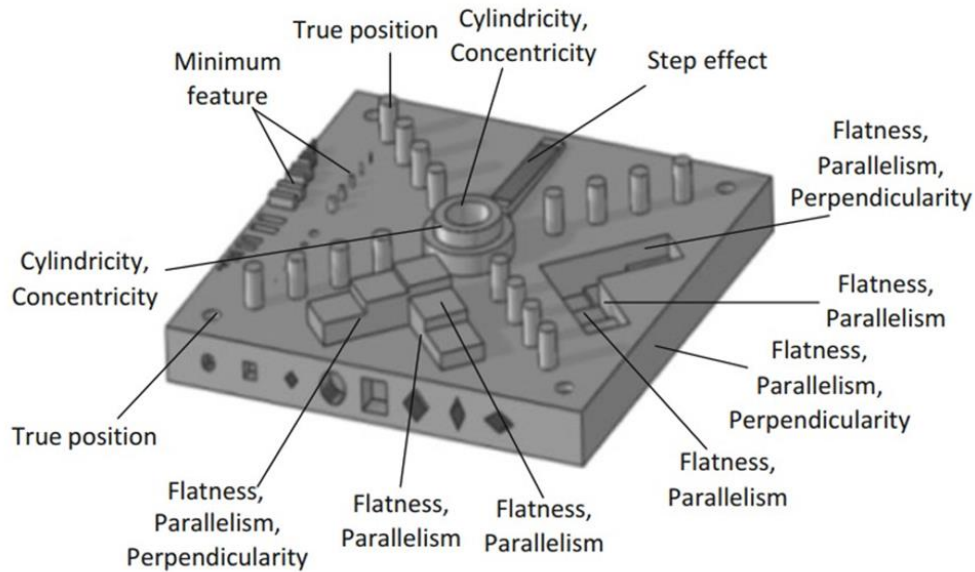 True position
Cylindricity,
Concentricity
Minimum
feature
Step effect
Flatness,
Parallelism,
Perpendicularity
Cylindricity,
Concentricity
Flatness,
Parallelism
Flatness,
Parallelism,
Perpendicularity
True position
Flatness,
Parallelism
Flatness,
Parallelism,
Perpendicularity
Flatness,
Parallelism
Flatness,
Parallelism